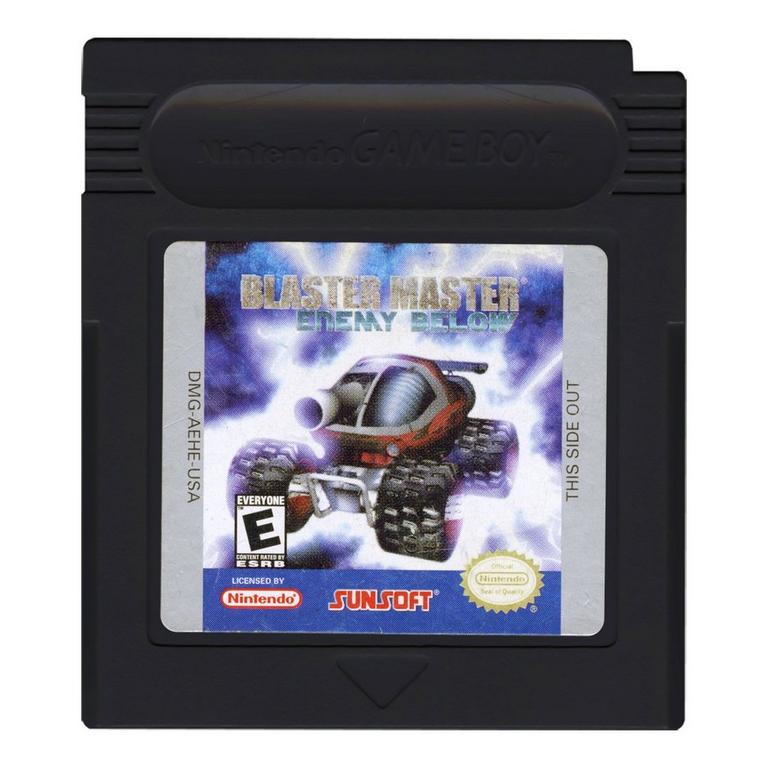 Nintendo GAME BOY TM
BLASTER MASTER®
ENEMY BELOW
DMG-AEHE-USA
THIS SIDE OUT
EVERYONE
E
CONTENT RATED BY
ESRB
LICENSED BY
Nintendo®
SUNSOFT®
Official
Nintendo
Seal of Quality
®